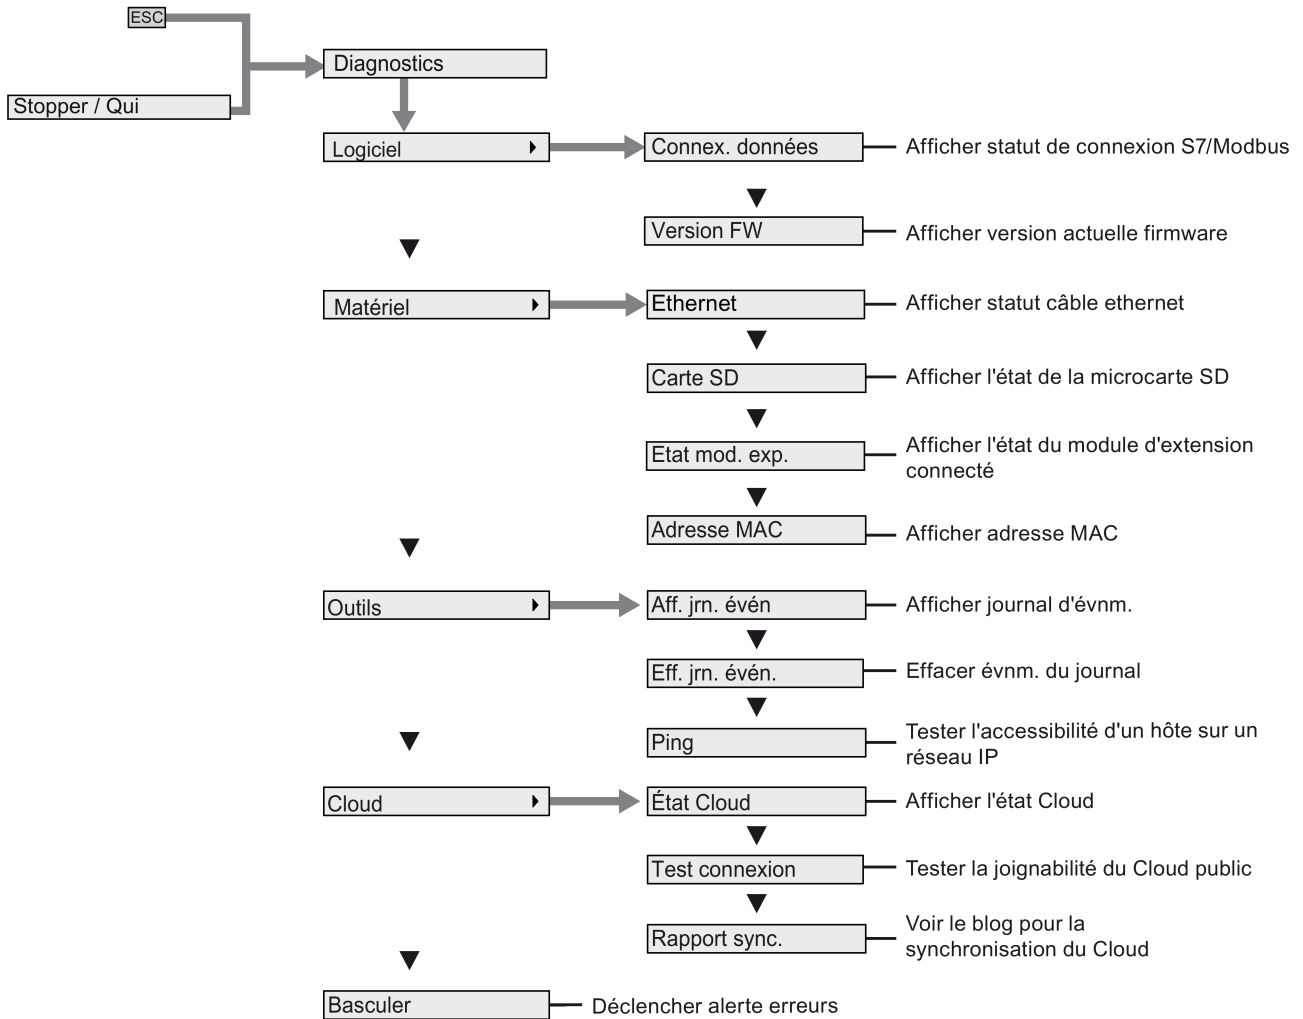 ESC
Diagnostics
Stopper / Qui
Logiciel
Connex. données
Afficher statut de connexion S7/Modbus
Version FW
Afficher version actuelle firmware
Matériel
Ethernet
Afficher statut câble ethernet
Carte SD
Afficher l'état de la microcarte SD
Etat mod. exp.
Afficher l'état du module d'extension
connecté
Adresse MAC
Afficher adresse MAC
Outils
Aff. jrn. évén
Afficher journal d'évnm.
Eff. jrn. évén.
Effacer évnm. du journal
Ping
Tester l'accessibilité d'un hôte sur un
réseau IP
Cloud
État Cloud
Afficher l'état Cloud
Test connexion
Tester la joignabilité du Cloud public
Rapport sync.
Voir le blog pour la
synchronisation du Cloud
Basculer
Déclencher alerte erreurs